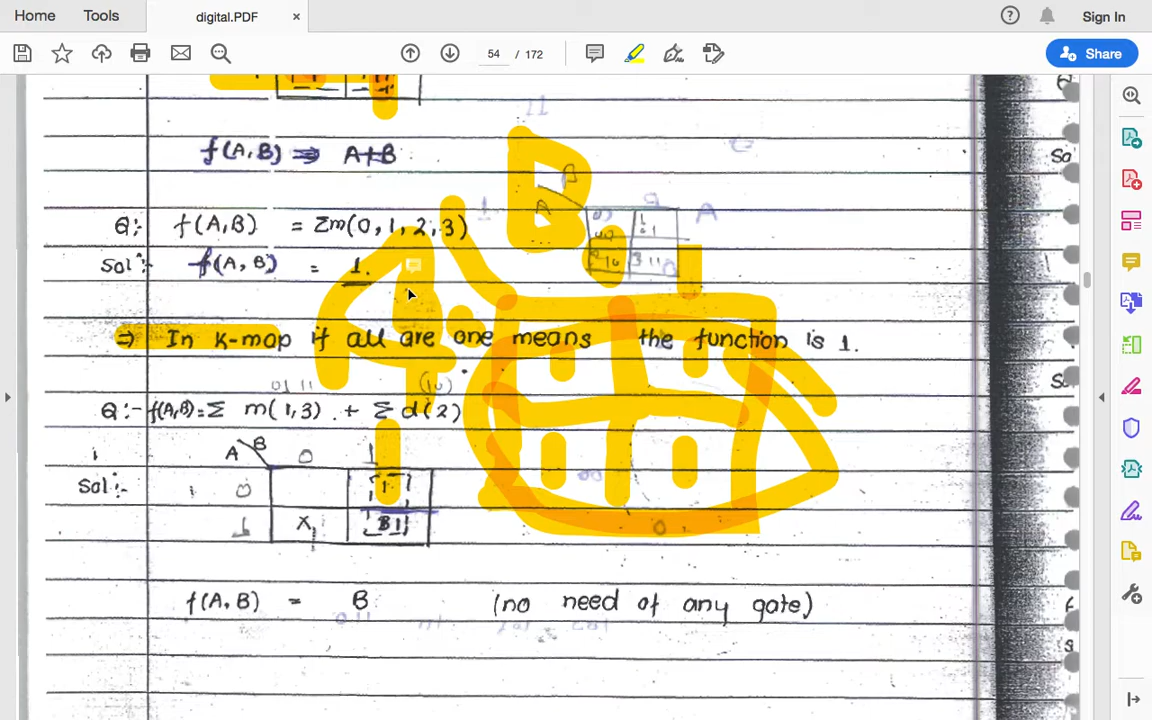 Home Tools digital.PDF ×
Sign In
54 / 172
Share
f(A,B) ⇒ A+B
B
Q:- f(A,B) = Σm(0,1,2,3)
Sol:- f(A,B) = 1.
⇒ In K-map if all are one means the function is 1.
Q:- f(A,B)=Σ m(1,3) + Σ d(2)
A B 0 1
Sol:- 0 1
1 X 1
f(A,B) = B (no need of any gate)